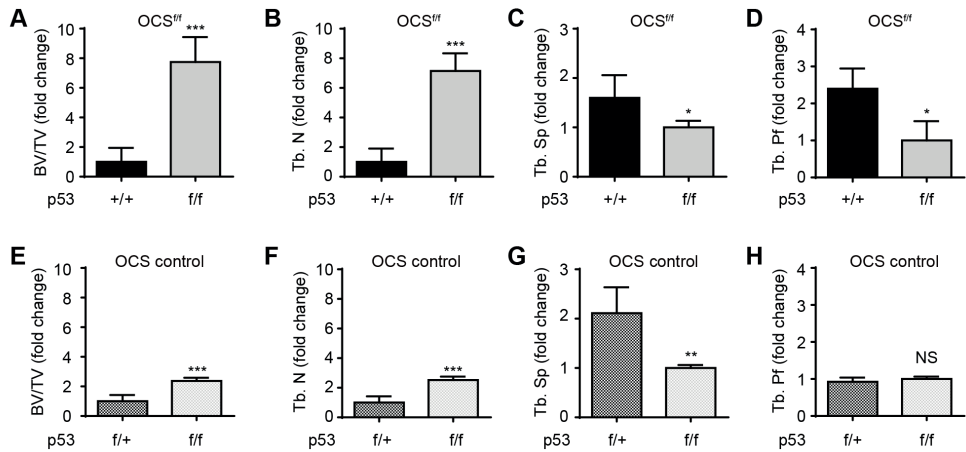 A
OCSf/f
BV/TV (fold change)
10
8
6
4
2
0
***
p53 +/+ f/f
B
OCSf/f
Tb. N (fold change)
10
8
6
4
2
0
***
+/+ f/f
C
OCSf/f
Tb. Sp (fold change)
3
2
1
0
*
+/+ f/f
D
OCSf/f
Tb. Pf (fold change)
4
3
2
1
0
*
+/+ f/f
E
OCS control
BV/TV (fold change)
10
8
6
4
2
0
***
p53 f/+ f/f
F
OCS control
Tb. N (fold change)
10
8
6
4
2
0
***
p53 f/+ f/f
G
OCS control
Tb. Sp (fold change)
3
2
1
0
**
p53 f/+ f/f
H
OCS control
Tb. Pf (fold change)
4
3
2
1
0
NS
p53 f/+ f/f